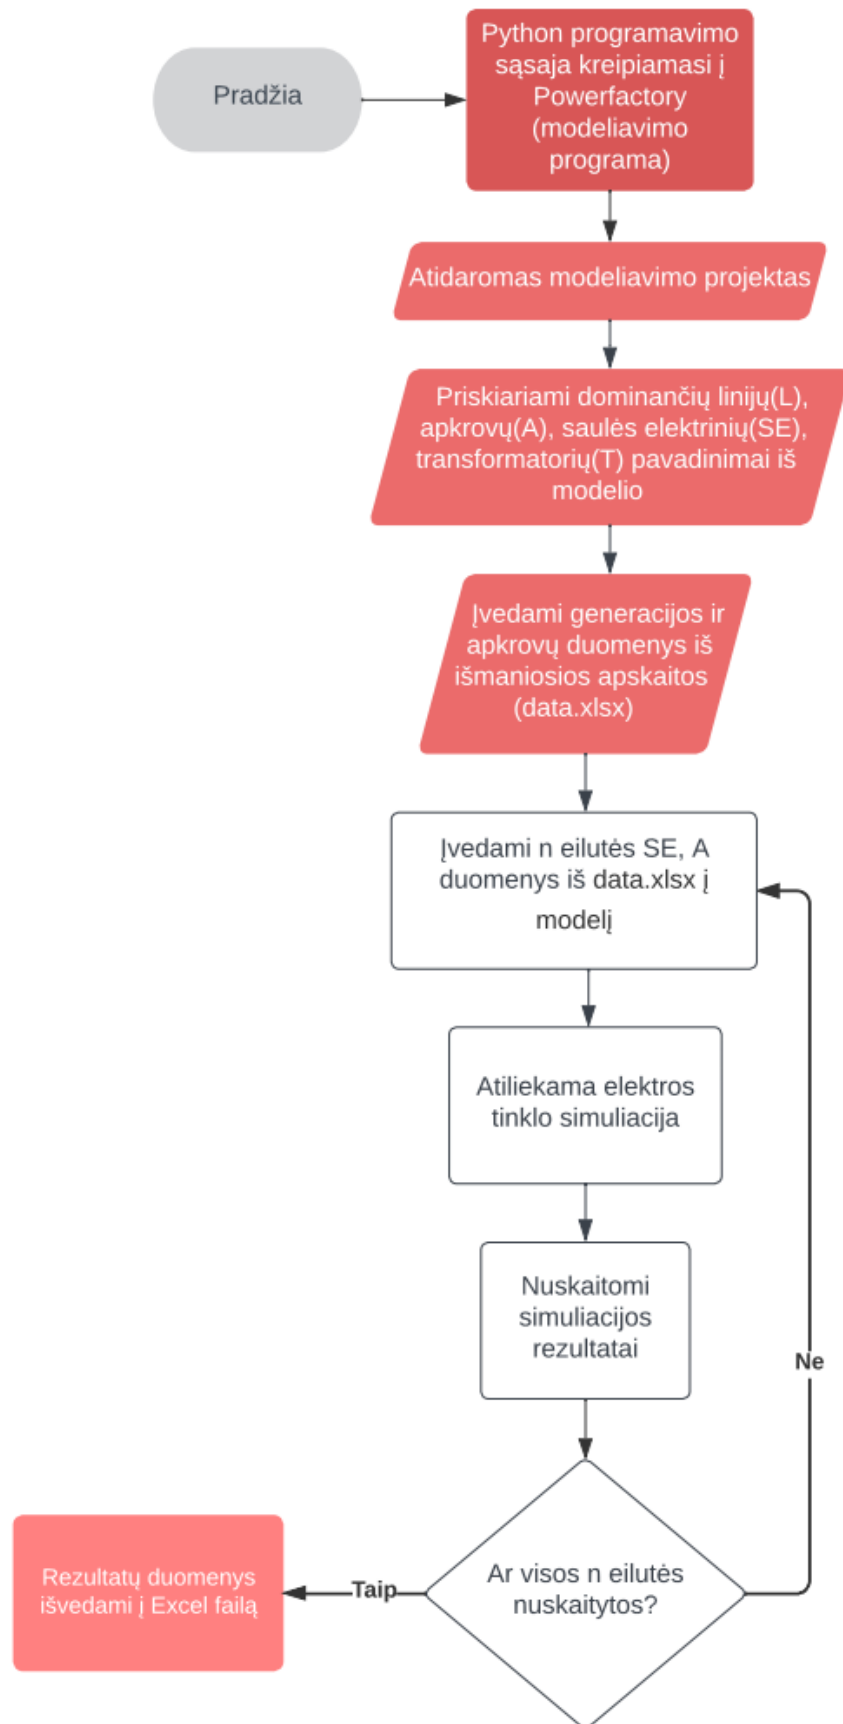 Pradžia
Python programavimo
sąsaja kreipiamasi į
Powerfactory
(modeliavimo
programa)
Atidaromas modeliavimo projektas
Priskiariami dominančių linijų(L),
apkrovų(A), saulės elektrinių(SE),
transformatorių(T) pavadinimai iš
modelio
Įvedami generacijos ir
apkrovų duomenys iš
išmaniosios apskaitos
(data.xlsx)
Įvedami n eilutės SE, A
duomenys iš data.xlsx į
modelį
Atiliekama elektros
tinklo simuliacija
Nuskaitomi
simuliacijos
rezultatai
Ne
Ar visos n eilutės
nuskaitytos?
Taip
Rezultatų duomenys
išvedami į Excel failą